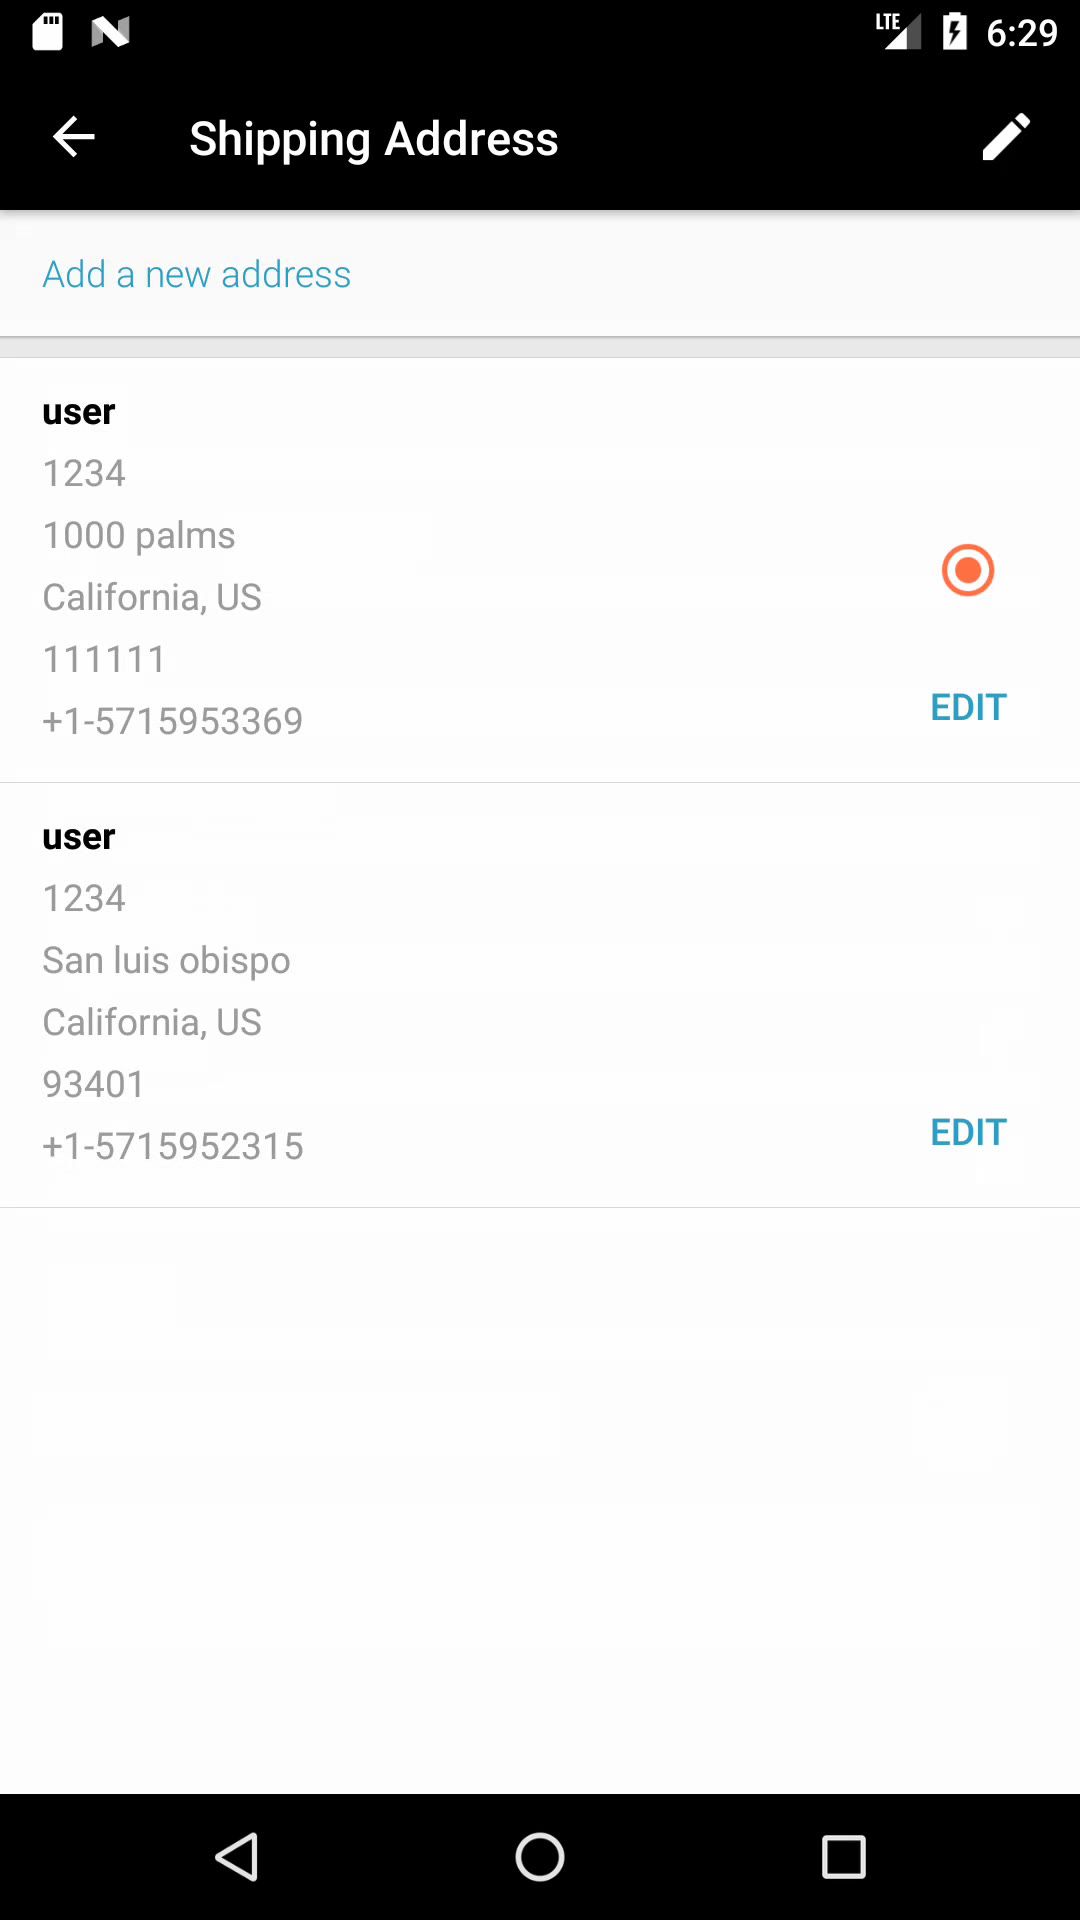 LTE 6:29
Shipping Address
Add a new address
user
1234
1000 palms
California, US
111111
+1-5715953369
EDIT
user
1234
San luis obispo
California, US
93401
+1-5715952315
EDIT